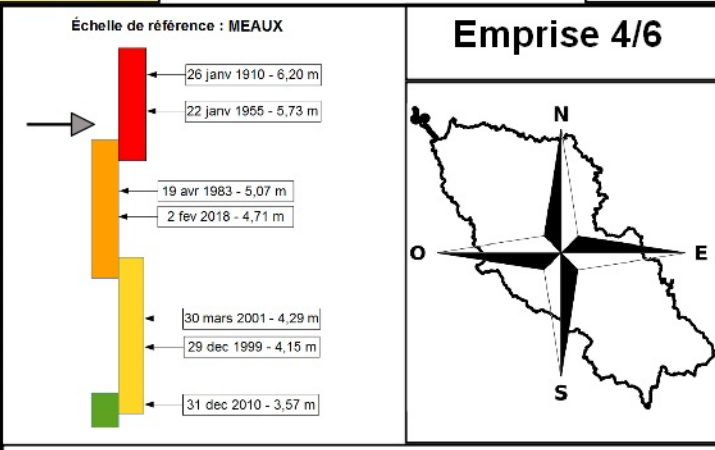 Échelle de référence : MEAUX
26 janv 1910 - 6,20 m
22 janv 1955 - 5,73 m
19 avr 1983 - 5,07 m
2 fev 2018 - 4,71 m
30 mars 2001 - 4,29 m
29 dec 1999 - 4,15 m
31 dec 2010 - 3,57 m
Emprise 4/6
N
O
E
S